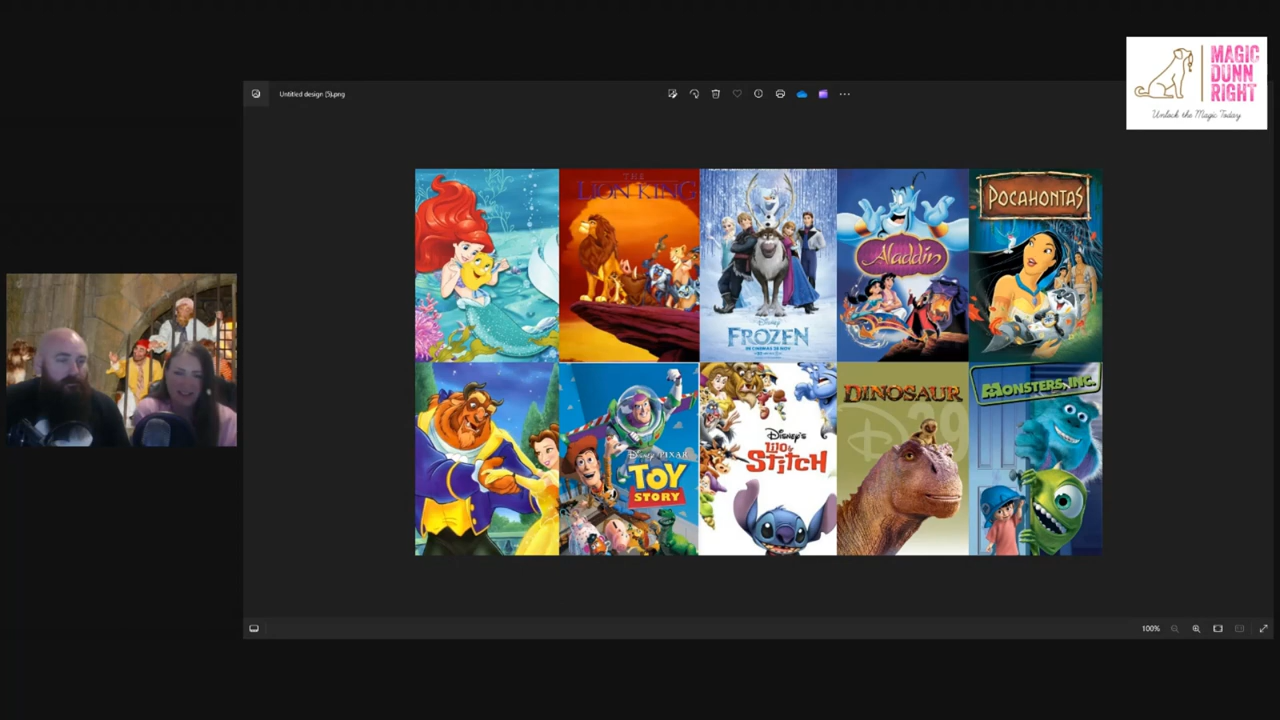 MAGIC
DUNN
RIGHT
Unlock the Magic Today
Untitled design (5).png
THE
LION KING
Disney
FROZEN
Aladdin
POCAHONTAS
Disney · PIXAR
TOY
STORY
Disney's
Lilo &
STITCH
DINOSAUR
MONSTERS, INC.
100%